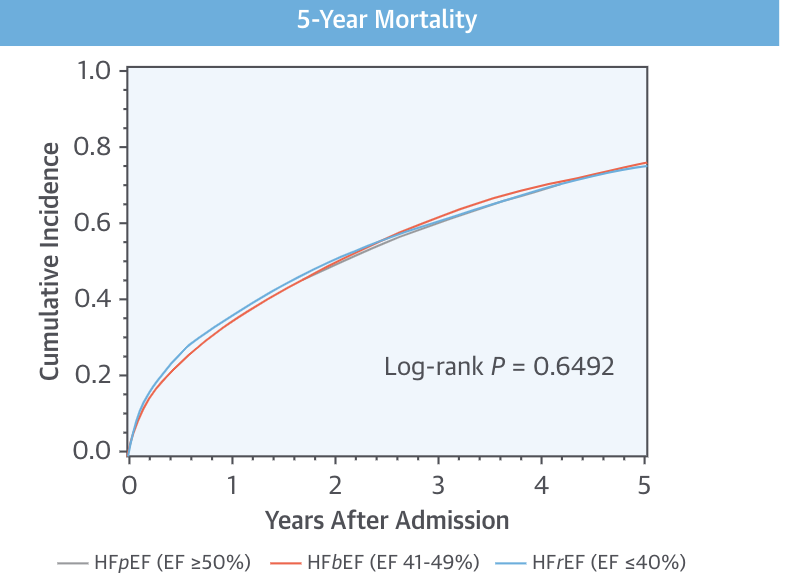 5-Year Mortality
1.0
0.8
0.6
0.4
0.2
0.0
Cumulative Incidence
Log-rank P = 0.6492
0 1 2 3 4 5
Years After Admission
HFpEF (EF ≥50%) HFbEF (EF 41-49%) HFrEF (EF ≤40%)